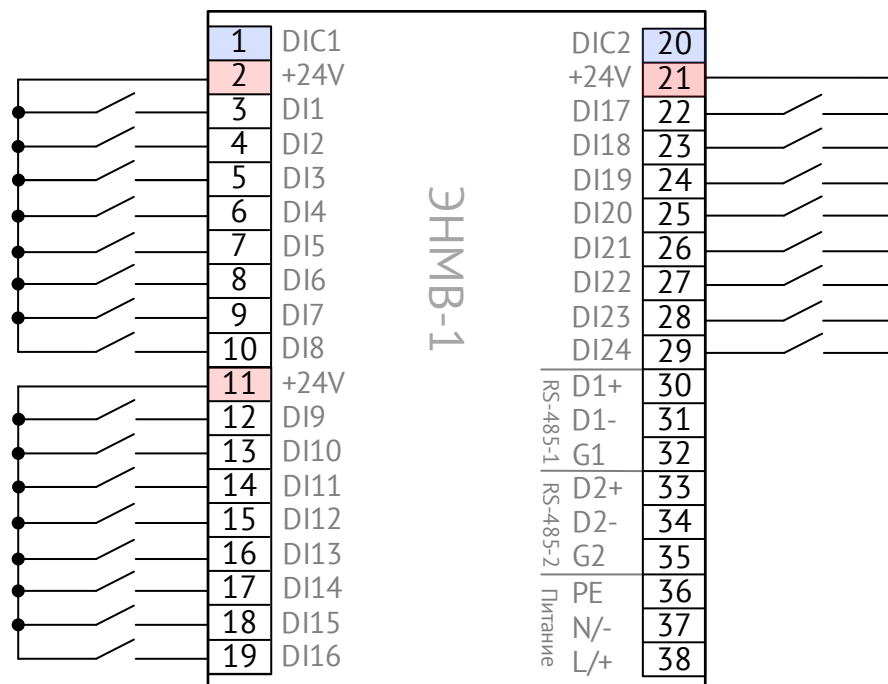 1 DIC1
2 +24V
3 DI1
4 DI2
5 DI3
6 DI4
7 DI5
8 DI6
9 DI7
10 DI8
11 +24V
12 DI9
13 DI10
14 DI11
15 DI12
16 DI13
17 DI14
18 DI15
19 DI16
ЭНМВ-1
DIC2 20
+24V 21
DI17 22
DI18 23
DI19 24
DI20 25
DI21 26
DI22 27
DI23 28
DI24 29
RS-485-1
D1+ 30
D1- 31
G1 32
RS-485-2
D2+ 33
D2- 34
G2 35
Питание
PE 36
N/- 37
L/+ 38